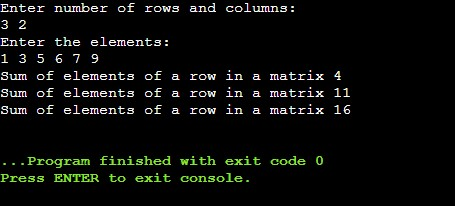 Enter number of rows and columns:
3 2
Enter the elements:
1 3 5 6 7 9
Sum of elements of a row in a matrix 4
Sum of elements of a row in a matrix 11
Sum of elements of a row in a matrix 16
...Program finished with exit code 0
Press ENTER to exit console.